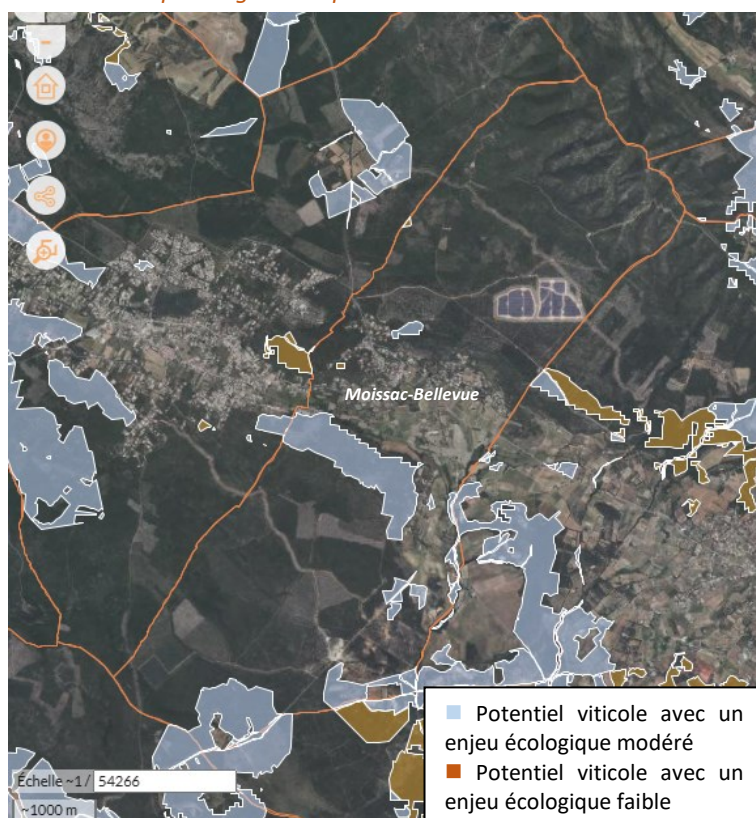 Moissac-Bellevue
Potentiel viticole avec un
enjeu écologique modéré
Potentiel viticole avec un
enjeu écologique faible
Échelle ~1 / 54266
~1000 m